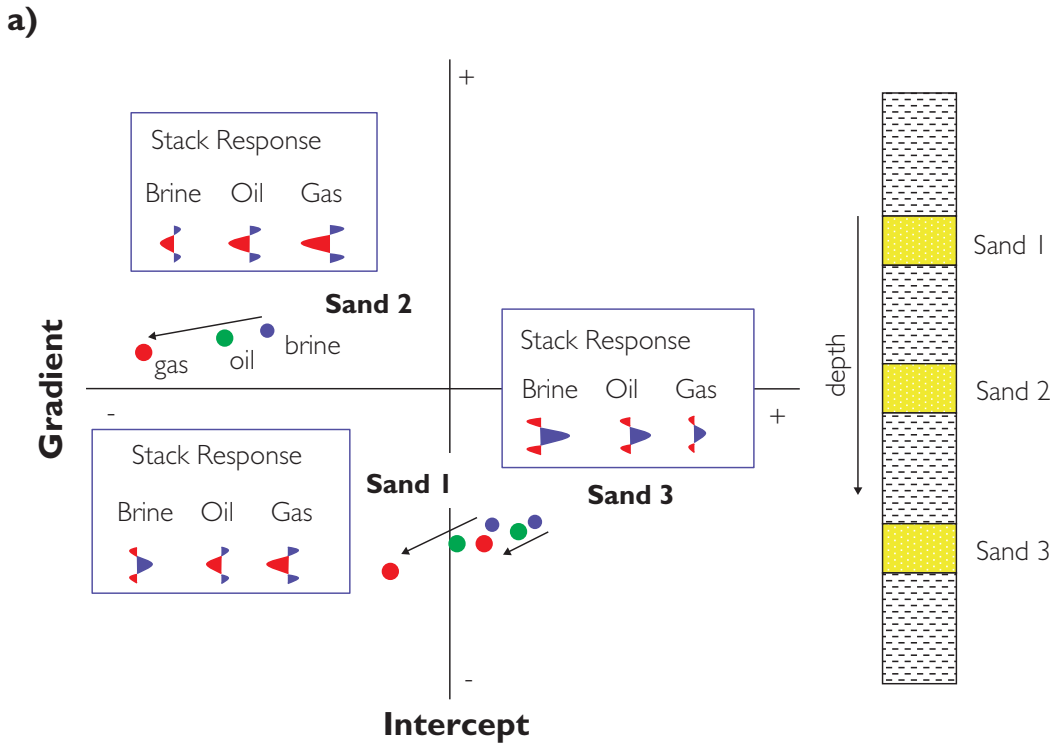 a)
+
Stack Response
Brine Oil Gas
Sand 2
gas oil brine
Gradient
-
+
Stack Response
Brine Oil Gas
Sand 3
Stack Response
Brine Oil Gas
Sand 1
-
Intercept
depth
Sand 1
Sand 2
Sand 3